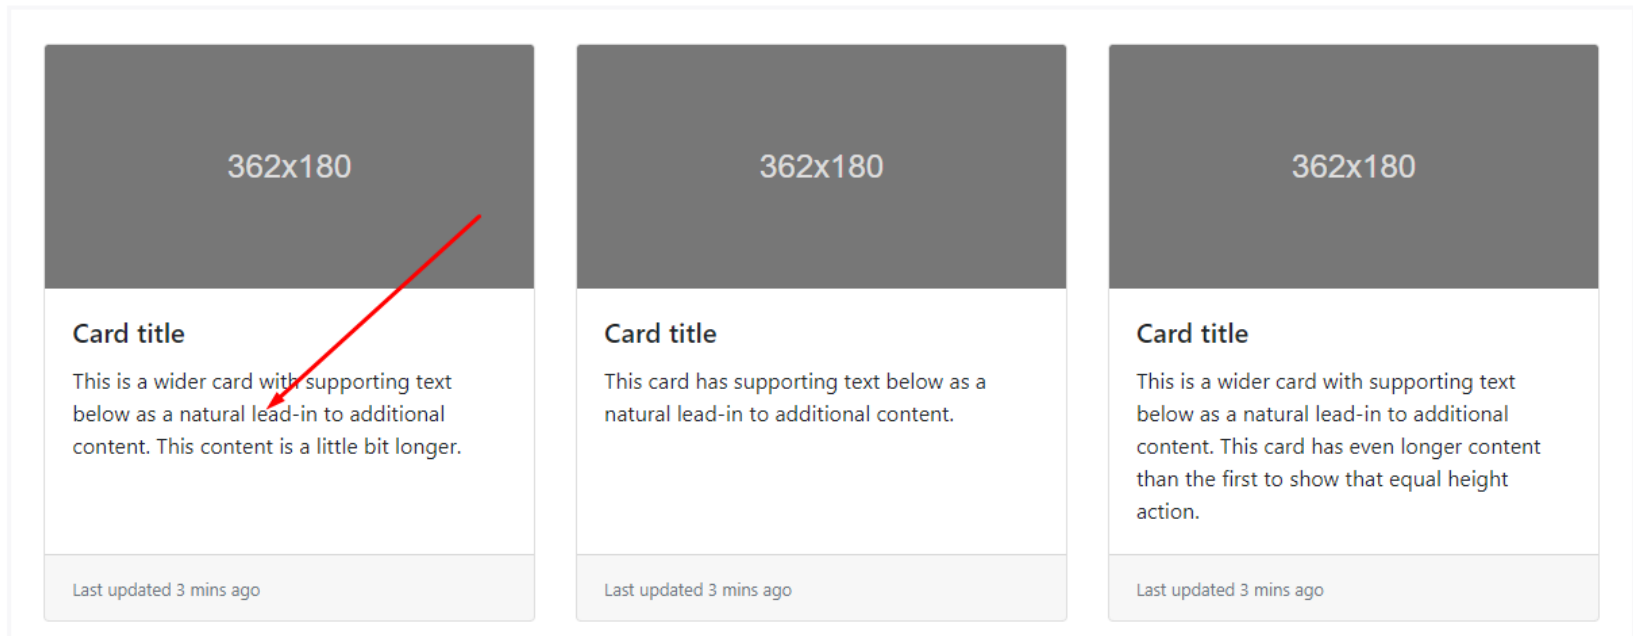 362x180
Card title
This is a wider card with supporting text
below as a natural lead-in to additional
content. This content is a little bit longer.
Last updated 3 mins ago
362x180
Card title
This card has supporting text below as a
natural lead-in to additional content.
Last updated 3 mins ago
362x180
Card title
This is a wider card with supporting text
below as a natural lead-in to additional
content. This card has even longer content
than the first to show that equal height
action.
Last updated 3 mins ago